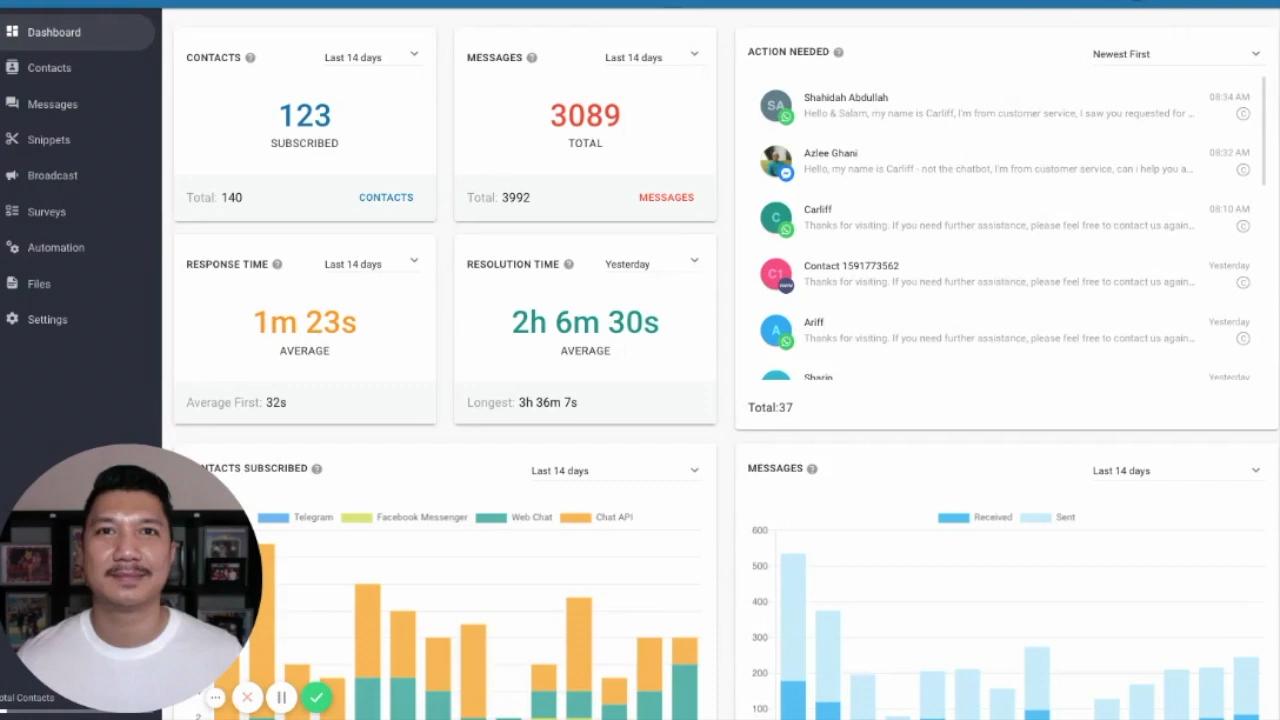 Dashboard
Contacts
Messages
Snippets
Broadcast
Surveys
Automation
Files
Settings
otal Contacts
CONTACTS
Last 14 days
123
SUBSCRIBED
Total: 140
CONTACTS
MESSAGES
Last 14 days
3089
TOTAL
Total: 3992
MESSAGES
RESPONSE TIME
Last 14 days
1m 23s
AVERAGE
Average First: 32s
RESOLUTION TIME
Yesterday
2h 6m 30s
AVERAGE
Longest: 3h 36m 7s
ACTION NEEDED
Newest First
SA
Shahidah Abdullah
08:34 AM
Hello & Salam, my name is Carliff, I'm from customer service, I saw you requested for ...
Azlee Ghani
08:32 AM
Hello, my name is Carliff - not the chatbot, I'm from customer service, can i help you a...
C
Carliff
08:10 AM
Thanks for visiting. If you need further assistance, please feel free to contact us again...
C1
Contact 1591773562
Yesterday
Thanks for visiting. If you need further assistance, please feel free to contact us again...
A
Ariff
Yesterday
Thanks for visiting. If you need further assistance, please feel free to contact us again...
Yesterday
Total:37
NTACTS SUBSCRIBED
Last 14 days
Telegram
Facebook Messenger
Web Chat
Chat API
2
MESSAGES
Last 14 days
Received
Sent
600
500
400
300
200
100